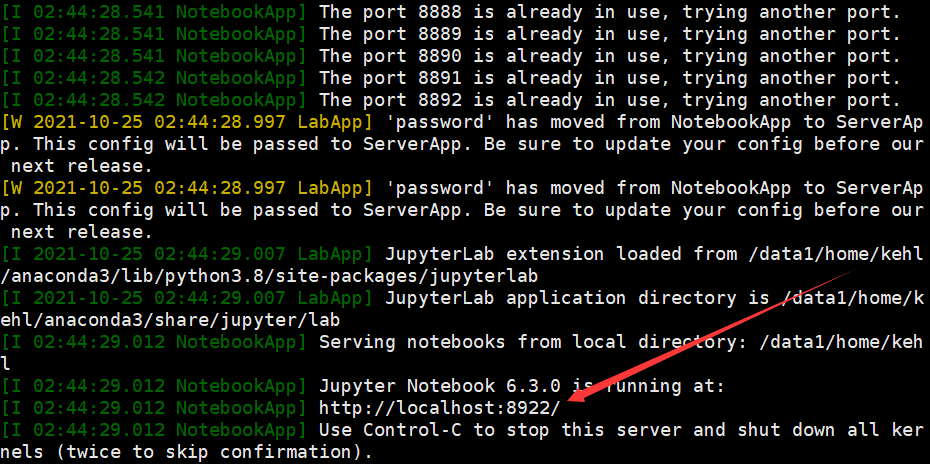 [I 02:44:28.541 NotebookApp] The port 8888 is already in use, trying another port.
[I 02:44:28.541 NotebookApp] The port 8889 is already in use, trying another port.
[I 02:44:28.541 NotebookApp] The port 8890 is already in use, trying another port.
[I 02:44:28.542 NotebookApp] The port 8891 is already in use, trying another port.
[I 02:44:28.542 NotebookApp] The port 8892 is already in use, trying another port.
[W 2021-10-25 02:44:28.997 LabApp] 'password' has moved from NotebookApp to ServerAp
p. This config will be passed to ServerApp. Be sure to update your config before our
 next release.
[W 2021-10-25 02:44:28.997 LabApp] 'password' has moved from NotebookApp to ServerAp
p. This config will be passed to ServerApp. Be sure to update your config before our
 next release.
[I 2021-10-25 02:44:29.007 LabApp] JupyterLab extension loaded from /data1/home/kehl
/anaconda3/lib/python3.8/site-packages/jupyterlab
[I 2021-10-25 02:44:29.007 LabApp] JupyterLab application directory is /data1/home/k
ehl/anaconda3/share/jupyter/lab
[I 02:44:29.012 NotebookApp] Serving notebooks from local directory: /data1/home/keh
l
[I 02:44:29.012 NotebookApp] Jupyter Notebook 6.3.0 is running at:
[I 02:44:29.012 NotebookApp] http://localhost:8922/
[I 02:44:29.012 NotebookApp] Use Control-C to stop this server and shut down all ker
nels (twice to skip confirmation).